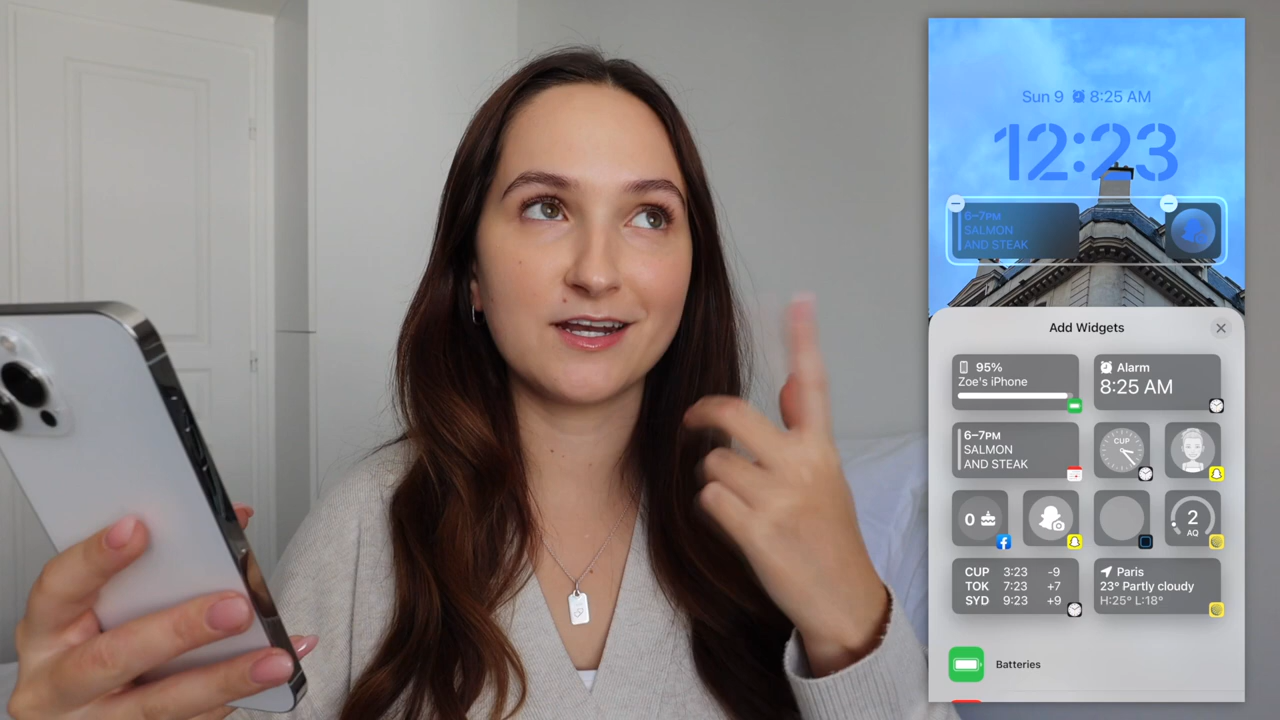 Sun 9 8:25 AM
12:23
6–7PM
SALMON
AND STEAK
Add Widgets
95%
Zoe's iPhone
Alarm
8:25 AM
6–7PM
SALMON
AND STEAK
CUP
0
2
AQ
CUP 3:23 -9
TOK 7:23 +7
SYD 9:23 +9
Paris
23° Partly cloudy
H:25° L:18°
Batteries